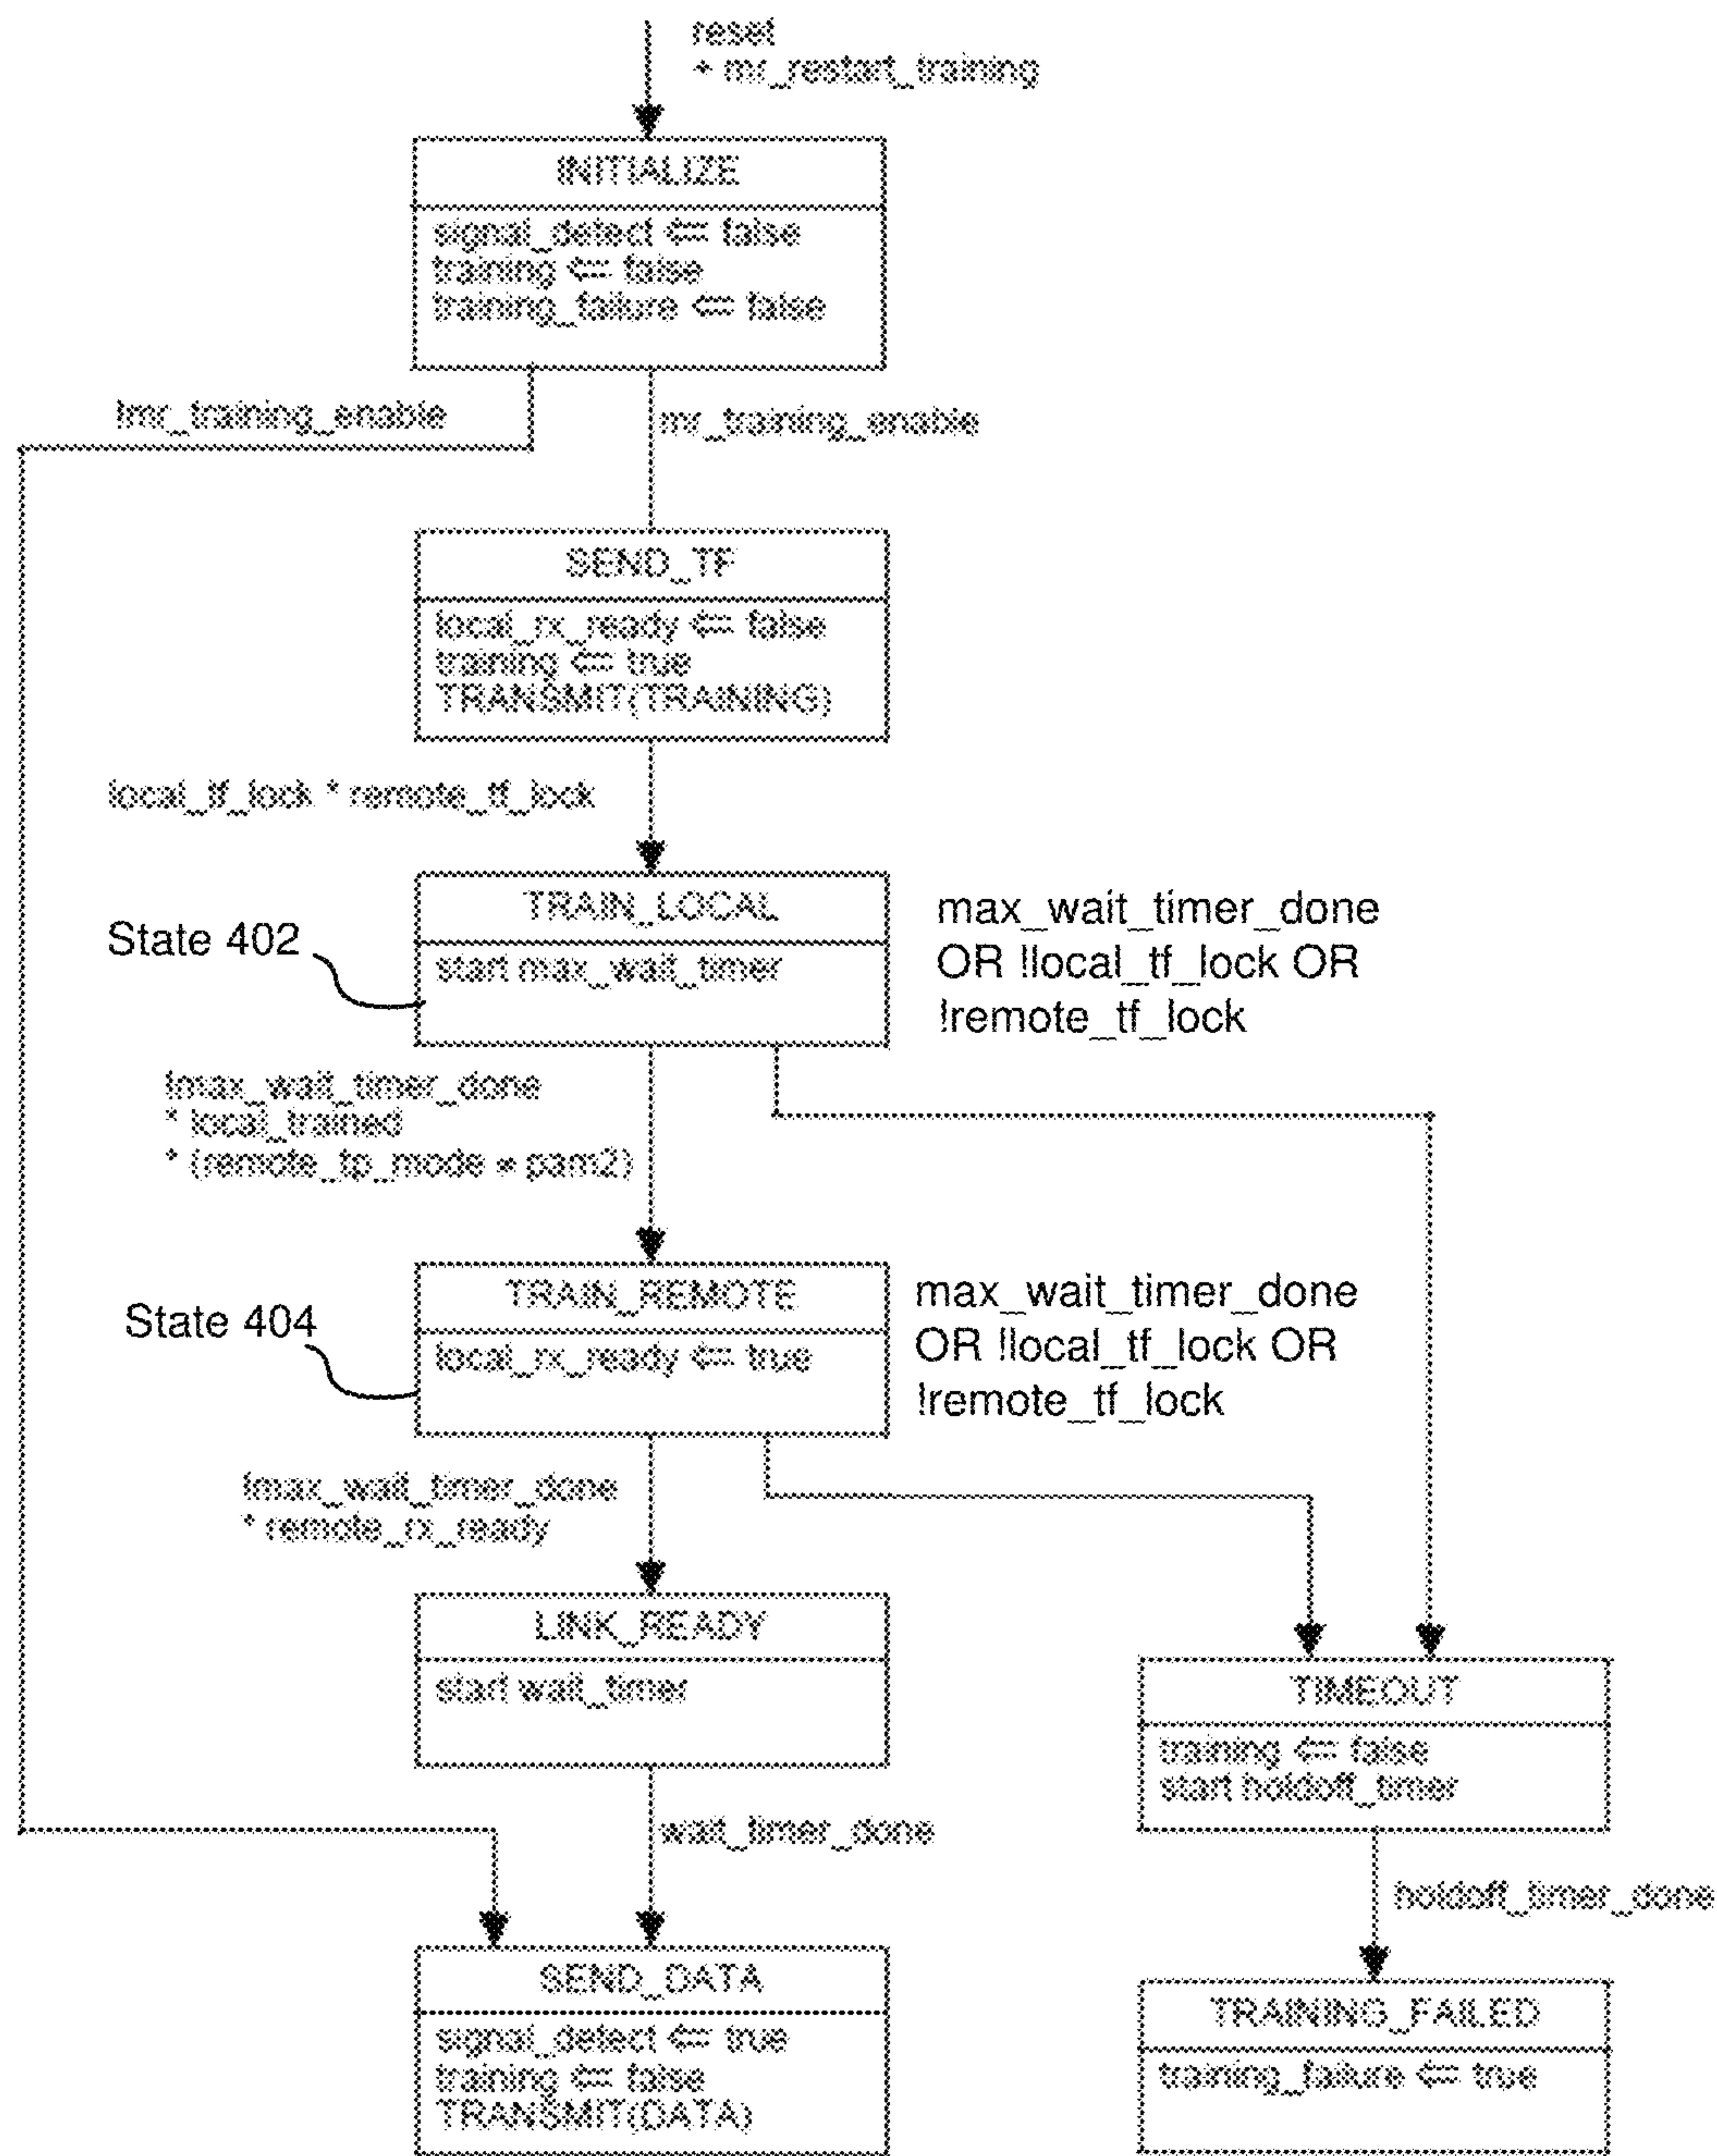 reset
+ mr_restart_training
INITIALIZE
signal_detect ⇐ false
training ⇐ false
training_failure ⇐ false
!mr_training_enable
mr_training_enable
SEND_TF
local_rx_ready ⇐ false
training ⇐ true
TRANSMIT(TRAINING)
local_tf_lock * remote_tf_lock
TRAIN_LOCAL
start max_wait_timer
State 402
max_wait_timer_done
OR !local_tf_lock OR
!remote_tf_lock
!max_wait_timer_done
* local_trained
* (remote_tp_mode ≠ pam2)
TRAIN_REMOTE
local_rx_ready ⇐ true
State 404
max_wait_timer_done
OR !local_tf_lock OR
!remote_tf_lock
!max_wait_timer_done
* remote_rx_ready
LINK_READY
start wait_timer
TIMEOUT
training ⇐ false
start holdoff_timer
wait_timer_done
holdoff_timer_done
SEND_DATA
signal_detect ⇐ true
training ⇐ false
TRANSMIT(DATA)
TRAINING_FAILED
training_failure ⇐ true